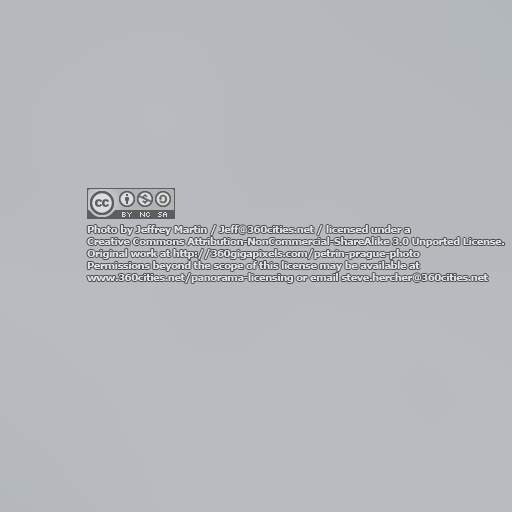 cc BY NC SA
Photo by Jeffrey Martin / Jeff@360cities.net / licensed under a
Creative Commons Attribution-NonCommercial-ShareAlike 3.0 Unported License.
Original work at http://360gigapixels.com/petrin-prague-photo
Permissions beyond the scope of this license may be available at
www.360cities.net/panorama-licensing or email steve.hercher@360cities.net